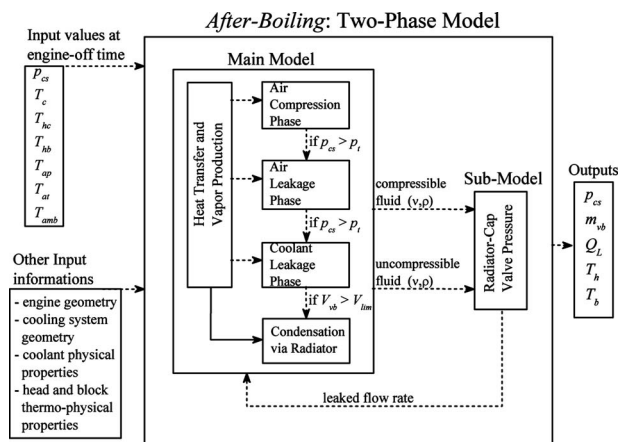 After-Boiling: Two-Phase Model
Input values at
engine-off time
p_cs
T_c
T_hc
T_hb
T_ap
T_at
T_amb
Other Input
informations
- engine geometry
- cooling system
geometry
- coolant physical
properties
- head and block
thermo-physical
properties
Main Model
Heat Transfer and
Vapor Production
Air
Compression
Phase
if p_cs > p_t
Air
Leakage
Phase
if p_cs > p_t
Coolant
Leakage
Phase
if V_vb > V_lim
Condensation
via Radiator
compressible
fluid (v,ρ)
uncompressible
fluid (v,ρ)
Sub-Model
Radiator-Cap
Valve Pressure
leaked flow rate
Outputs
p_cs
m_vb
Q_L
T_h
T_b